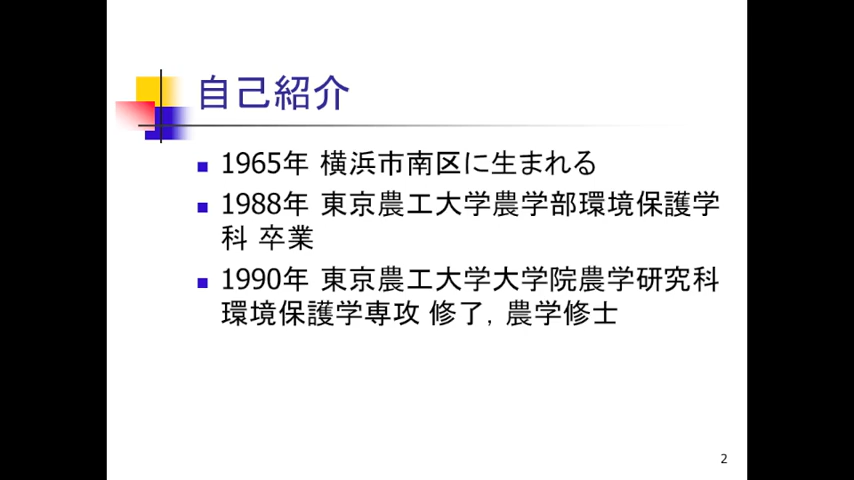 自己紹介
1965年 横浜市南区に生まれる
1988年 東京農工大学農学部環境保護学
科 卒業
1990年 東京農工大学大学院農学研究科
環境保護学専攻 修了，農学修士
2